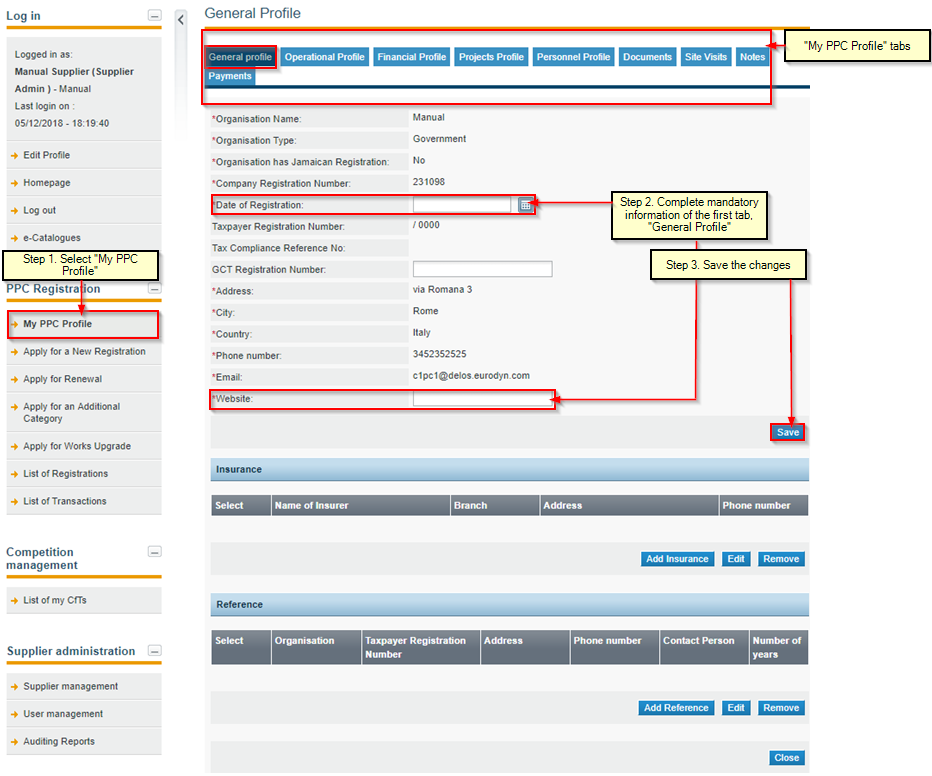 Log in
Logged in as:
Manual Supplier (Supplier
Admin ) - Manual
Last login on :
05/12/2018 - 18:19:40
Edit Profile
Homepage
Log out
e-Catalogues
Step 1. Select "My PPC
Profile"
PPC Registration
My PPC Profile
Apply for a New Registration
Apply for Renewal
Apply for an Additional
Category
Apply for Works Upgrade
List of Registrations
List of Transactions
Competition
management
List of my CfTs
Supplier administration
Supplier management
User management
Auditing Reports
General Profile
General profile Operational Profile Financial Profile Projects Profile Personnel Profile Documents Site Visits Notes
Payments
"My PPC Profile" tabs
*Organisation Name: Manual
*Organisation Type: Government
*Organisation has Jamaican Registration: No
*Company Registration Number: 231098
*Date of Registration:
Taxpayer Registration Number: / 0000
Tax Compliance Reference No:
GCT Registration Number:
*Address: via Romana 3
*City: Rome
*Country: Italy
*Phone number: 3452352525
*Email: c1pc1@delos.eurodyn.com
*Website:
Step 2. Complete mandatory
information of the first tab,
"General Profile"
Step 3. Save the changes
Save
Insurance
Select Name of Insurer Branch Address Phone number
Add Insurance Edit Remove
Reference
Select Organisation Taxpayer Registration Address Phone number Contact Person Number of
Number years
Add Reference Edit Remove
Close